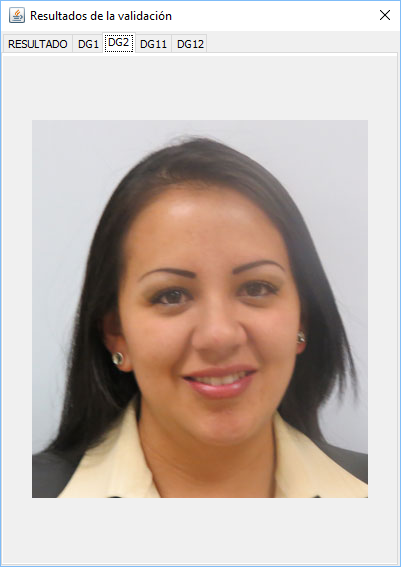 Resultados de la validación
RESULTADO DG1 DG2 DG11 DG12